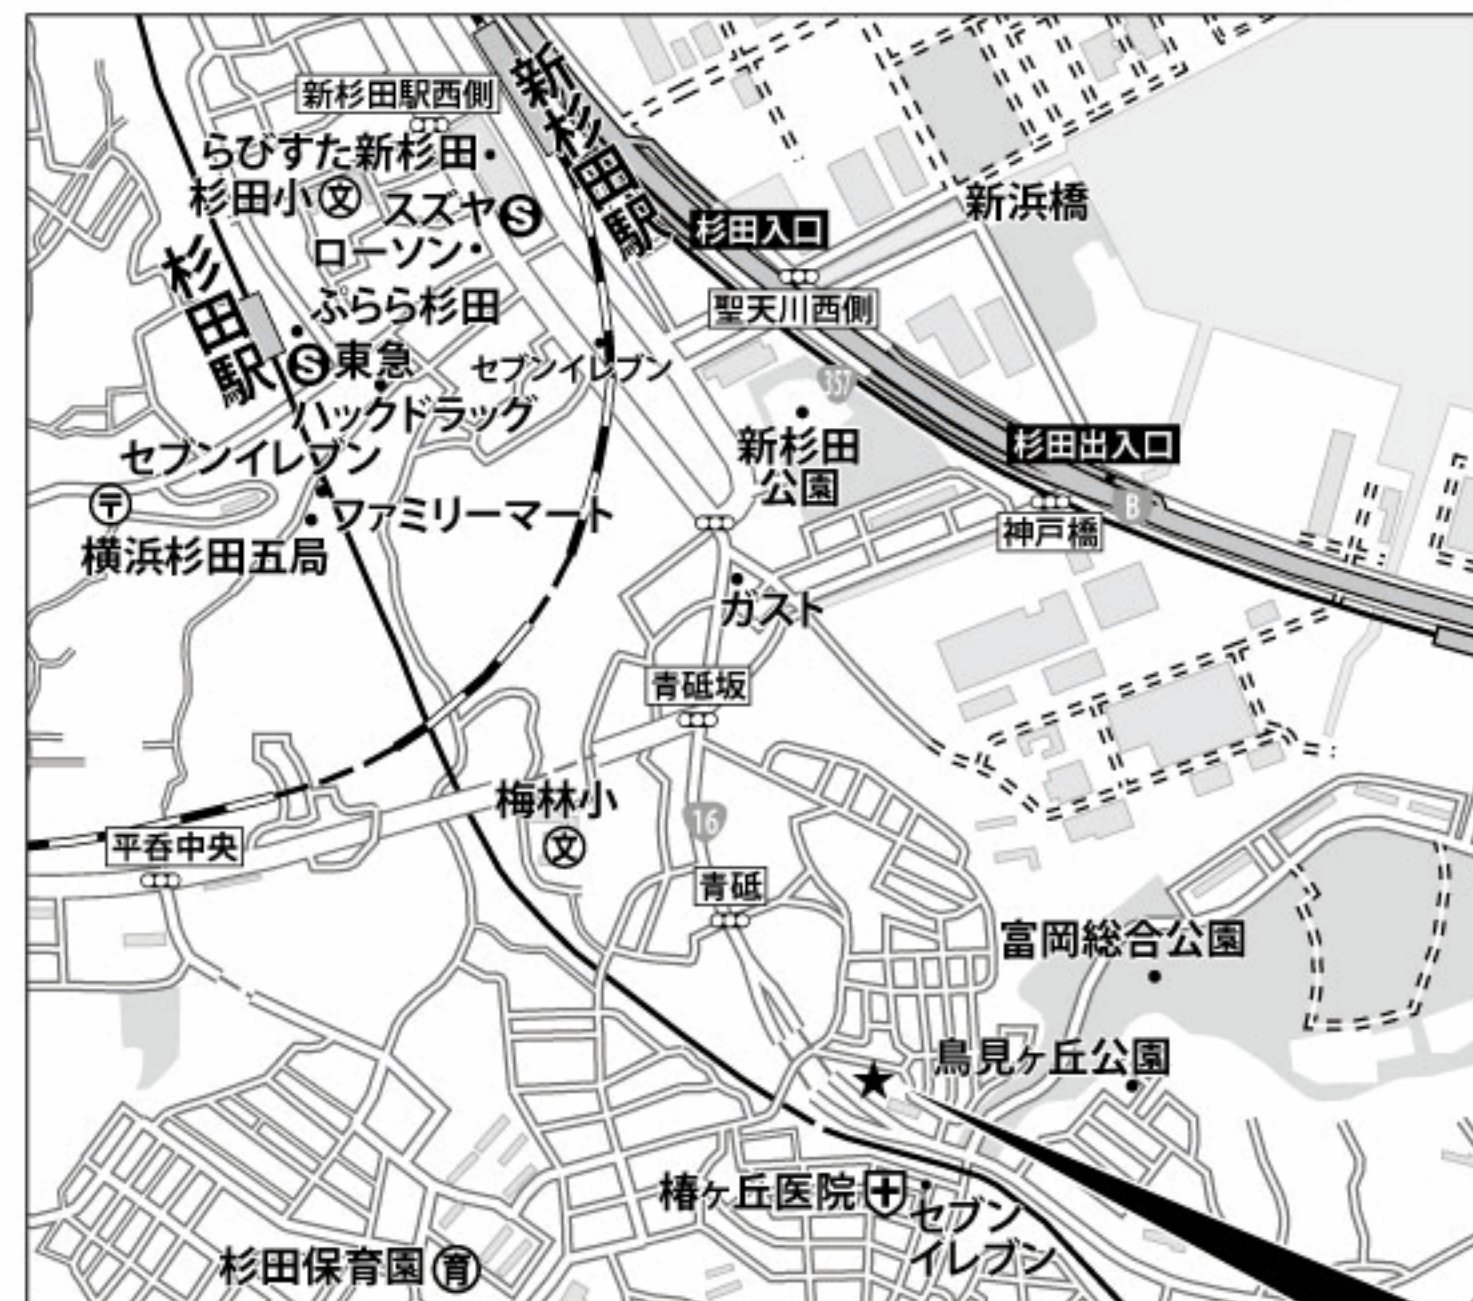 新杉田駅西側
新杉田駅
らびすた新杉田
杉田小 文
スズヤ S
新浜橋
杉田入口
ローソン
杉田駅
ぷらら杉田
聖天川西側
S 東急
セブンイレブン
357
ハックドラッグ
新杉田
公園
杉田出入口
セブンイレブン
〒
ファミリーマート
B
神戸橋
横浜杉田五局
ガスト
青砥坂
梅林小
文
16
平呑中央
青砥
富岡総合公園
★
鳥見ヶ丘公園
椿ヶ丘医院
セブン
イレブン
杉田保育園 育